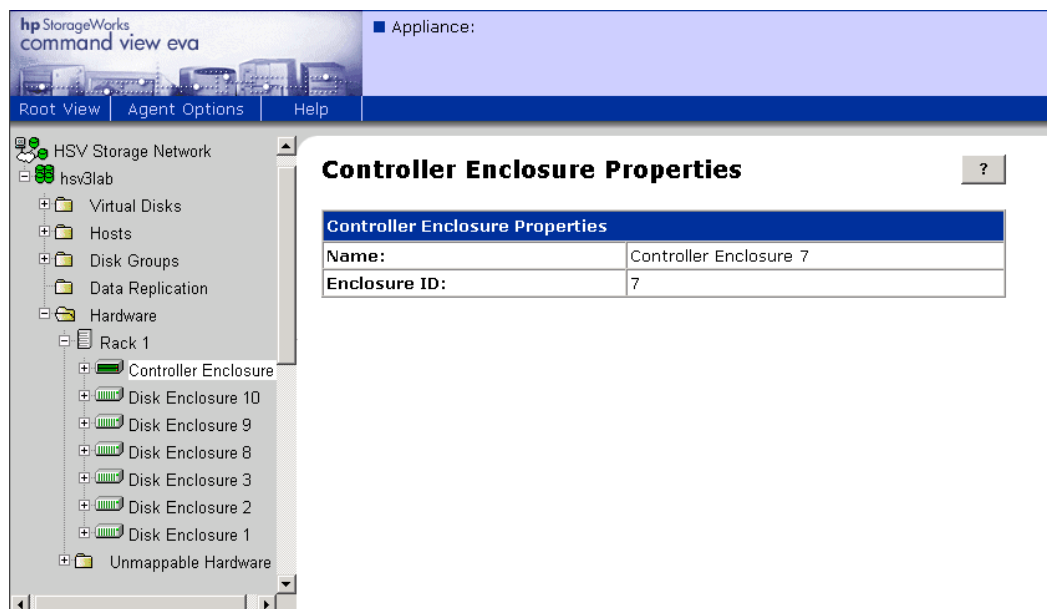 hp StorageWorks
command view eva
Appliance:
Root View Agent Options Help
HSV Storage Network
hsv3lab
Virtual Disks
Hosts
Disk Groups
Data Replication
Hardware
Rack 1
Controller Enclosure
Disk Enclosure 10
Disk Enclosure 9
Disk Enclosure 8
Disk Enclosure 3
Disk Enclosure 2
Disk Enclosure 1
Unmappable Hardware
Controller Enclosure Properties
?
Controller Enclosure Properties
Name: Controller Enclosure 7
Enclosure ID: 7